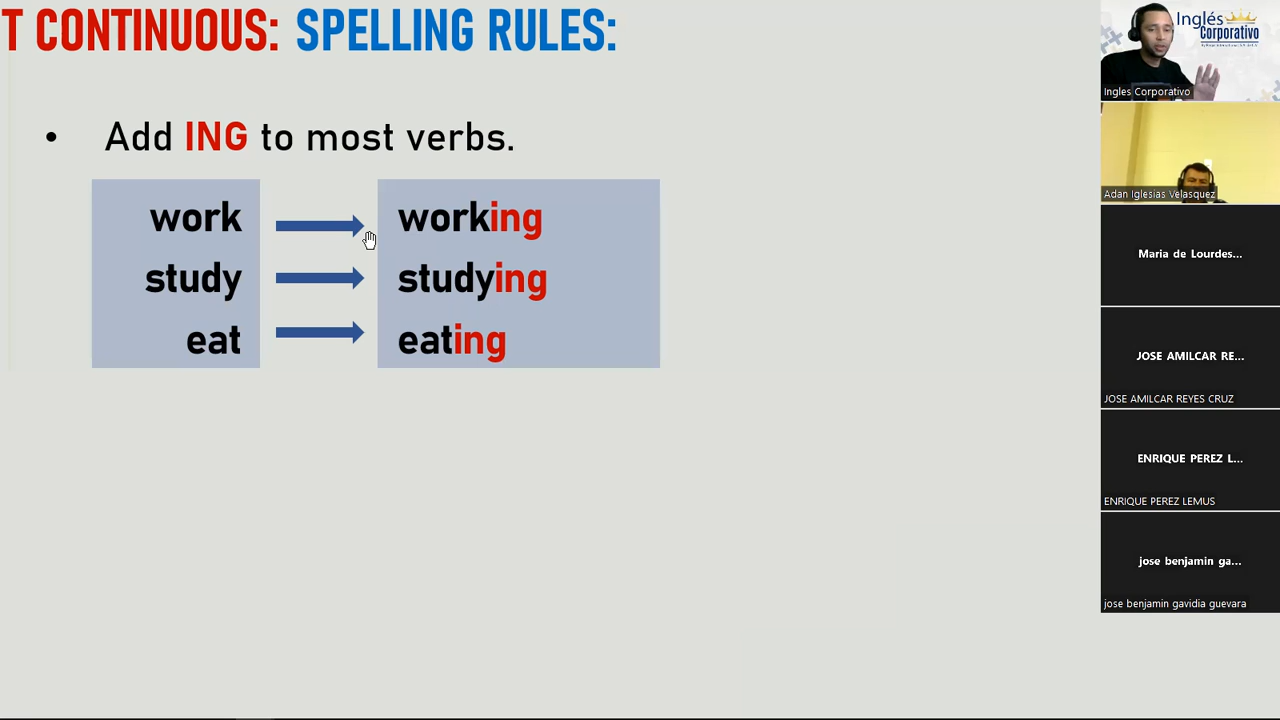 T CONTINUOUS: SPELLING RULES:
• Add ING to most verbs.
work
working
study
studying
eat
eating
Inglés
Corporativo
Ingles Corporativo
Adan Iglesias Velasquez
Maria de Lourdes...
JOSE AMILCAR RE...
JOSE AMILCAR REYES CRUZ
ENRIQUE PEREZ L...
ENRIQUE PEREZ LEMUS
jose benjamin ga...
jose benjamin gavidia guevara